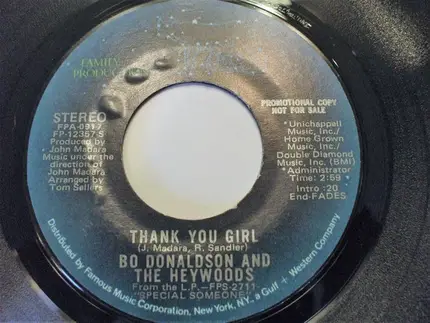 FAMILY
PRODUCTIONS
PROMOTIONAL COPY
NOT FOR SALE
STEREO
FPA-0917
FP-12357-S
Produced by
John Madara
Music under the
direction of
John Madara
Arranged by
Tom Sellers
*Unichappell
Music, Inc./
Home Grown
Music, Inc./
Double Diamond
Music, Inc. (BMI)
*Administrator
Time: 2:59
Intro :20
End-FADES
THANK YOU GIRL
(J. Madara, R. Sandler)
BO DONALDSON AND
THE HEYWOODS
From the L.P.-FPS-2711
"SPECIAL SOMEONE"
Distributed by Famous Music Corporation, New York, N.Y., a Gulf + Western Company